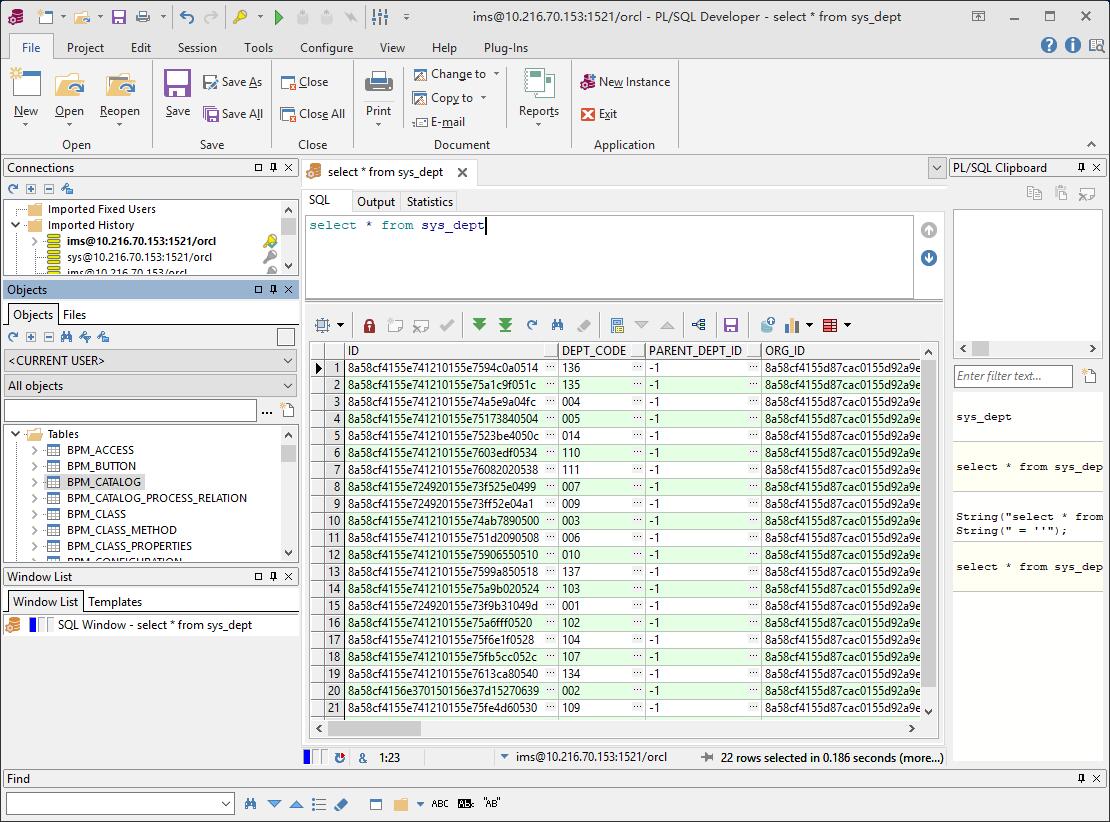 ims@10.216.70.153:1521/orcl - PL/SQL Developer - select * from sys_dept
File Project Edit Session Tools Configure View Help Plug-Ins
New Open Reopen Save Save As Save All Close Close All Print Change to Copy to E-mail Reports New Instance Exit
Open Save Close Document Application
Connections
Imported Fixed Users
Imported History
ims@10.216.70.153:1521/orcl
sys@10.216.70.153:1521/orcl
ims@10.216.70.153/orcl
Objects
Objects Files
<CURRENT USER>
All objects
...
Tables
BPM_ACCESS
BPM_BUTTON
BPM_CATALOG
BPM_CATALOG_PROCESS_RELATION
BPM_CLASS
BPM_CLASS_METHOD
BPM_CLASS_PROPERTIES
BPM_CONFIGURATION
Window List
Window List Templates
SQL Window - select * from sys_dept
select * from sys_dept
SQL Output Statistics
select * from sys_dept
ID DEPT_CODE PARENT_DEPT_ID ORG_ID
1 8a58cf4155e741210155e7594c0a0514 ... 136 ... -1 ... 8a58cf4155d87cac0155d92a9e
2 8a58cf4155e741210155e75a1c9f051c ... 135 ... -1 ... 8a58cf4155d87cac0155d92a9e
3 8a58cf4155e741210155e74a5e9a04fc ... 004 ... -1 ... 8a58cf4155d87cac0155d92a9e
4 8a58cf4155e741210155e75173840504 ... 005 ... -1 ... 8a58cf4155d87cac0155d92a9e
5 8a58cf4155e741210155e7523be4050c ... 014 ... -1 ... 8a58cf4155d87cac0155d92a9e
6 8a58cf4155e741210155e7603edf0534 ... 110 ... -1 ... 8a58cf4155d87cac0155d92a9e
7 8a58cf4155e741210155e76082020538 ... 111 ... -1 ... 8a58cf4155d87cac0155d92a9e
8 8a58cf4155e724920155e73f525e0499 ... 007 ... -1 ... 8a58cf4155d87cac0155d92a9e
9 8a58cf4155e724920155e73ff52e04a1 ... 009 ... -1 ... 8a58cf4155d87cac0155d92a9e
10 8a58cf4155e741210155e74ab7890500 ... 003 ... -1 ... 8a58cf4155d87cac0155d92a9e
11 8a58cf4155e741210155e751d2090508 ... 006 ... -1 ... 8a58cf4155d87cac0155d92a9e
12 8a58cf4155e741210155e75906550510 ... 010 ... -1 ... 8a58cf4155d87cac0155d92a9e
13 8a58cf4155e741210155e7599a850518 ... 137 ... -1 ... 8a58cf4155d87cac0155d92a9e
14 8a58cf4155e741210155e75a9b020524 ... 103 ... -1 ... 8a58cf4155d87cac0155d92a9e
15 8a58cf4155e724920155e73f9b31049d ... 001 ... -1 ... 8a58cf4155d87cac0155d92a9e
16 8a58cf4155e741210155e75a6fff0520 ... 102 ... -1 ... 8a58cf4155d87cac0155d92a9e
17 8a58cf4155e741210155e75f6e1f0528 ... 104 ... -1 ... 8a58cf4155d87cac0155d92a9e
18 8a58cf4155e741210155e75fb5cc052c ... 107 ... -1 ... 8a58cf4155d87cac0155d92a9e
19 8a58cf4155e741210155e7613ca80540 ... 134 ... -1 ... 8a58cf4155d87cac0155d92a9e
20 8a58cf4156e370150156e37d15270639 ... 002 ... -1 ... 8a58cf4155d87cac0155d92a9e
21 8a58cf4155e741210155e75fe4d60530 ... 109 ... -1 ... 8a58cf4155d87cac0155d92a9e
& 1:23 ims@10.216.70.153:1521/orcl 22 rows selected in 0.186 seconds (more...)
PL/SQL Clipboard
Enter filter text...
sys_dept
select * from sys_dep
String("select * from
String(" = ''");
select * from sys_dep
Find
ABC AB: "AB"